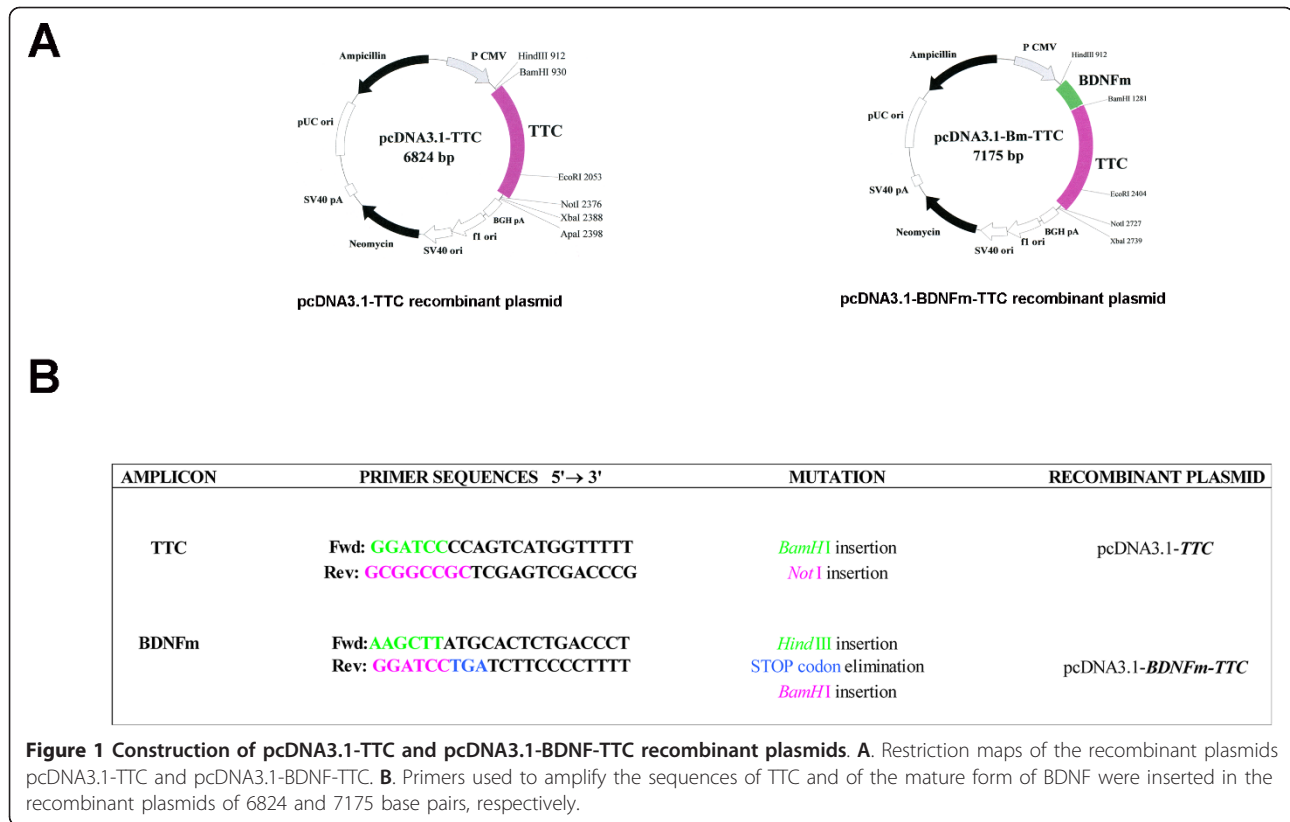 A
Ampicillin
P CMV
HindIII 912
BamHI 930
pUC ori
pcDNA3.1-TTC
6824 bp
TTC
EcoRI 2053
SV40 pA
NotI 2376
XbaI 2388
ApaI 2398
BGH pA
Neomycin
f1 ori
SV40 ori
pcDNA3.1-TTC recombinant plasmid
Ampicillin
P CMV
HindIII 912
BDNFm
BamHI 1281
pUC ori
pcDNA3.1-Bm-TTC
7175 bp
TTC
EcoRI 2404
SV40 pA
NotI 2727
XbaI 2739
BGH pA
Neomycin
f1 ori
SV40 ori
pcDNA3.1-BDNFm-TTC recombinant plasmid
B
AMPLICON PRIMER SEQUENCES 5'→ 3' MUTATION RECOMBINANT PLASMID
TTC Fwd: GGATCCCCAGTCATGGTTTTT BamHI insertion pcDNA3.1-TTC
Rev: GCGGCCGCTCGAGTCGACCCG Not I insertion
BDNFm Fwd: AAGCTTATGCACTCTGACCCT Hind III insertion
Rev: GGATCCTGATCTTCCCCTTTT STOP codon elimination pcDNA3.1-BDNFm-TTC
BamHI insertion
Figure 1 Construction of pcDNA3.1-TTC and pcDNA3.1-BDNF-TTC recombinant plasmids. A. Restriction maps of the recombinant plasmids
pcDNA3.1-TTC and pcDNA3.1-BDNF-TTC. B. Primers used to amplify the sequences of TTC and of the mature form of BDNF were inserted in the
recombinant plasmids of 6824 and 7175 base pairs, respectively.